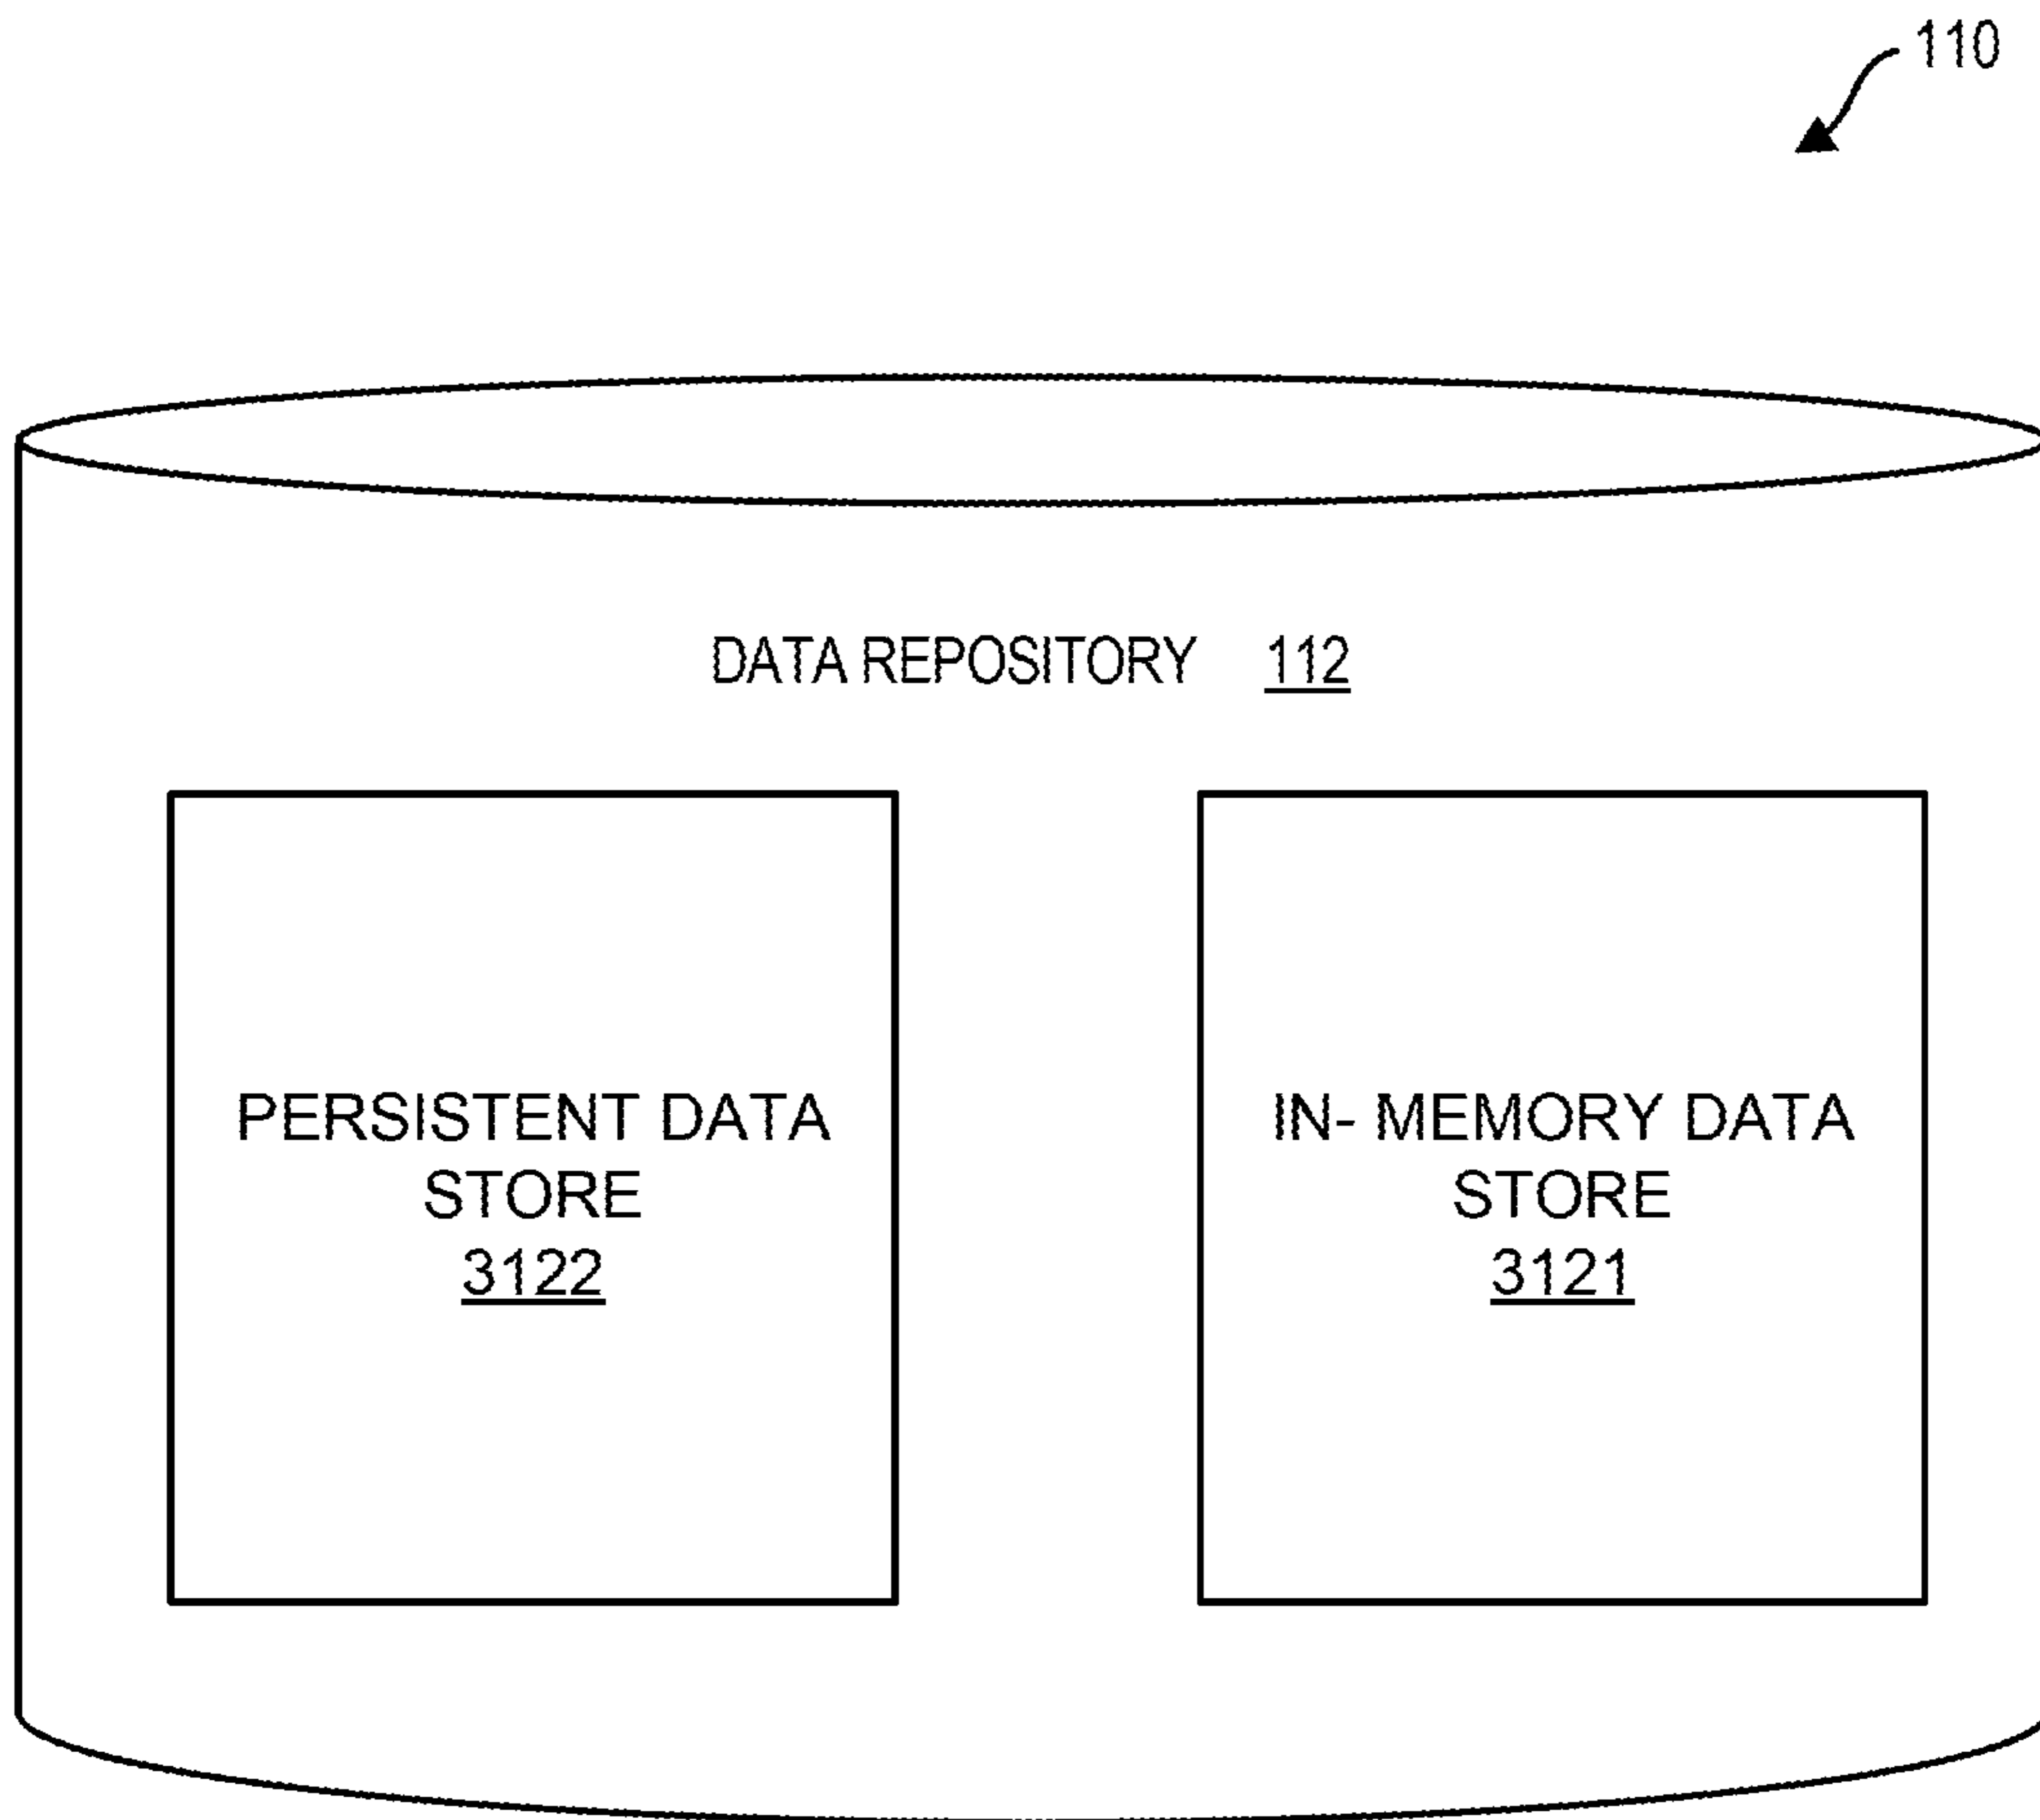 110
DATA REPOSITORY 112
PERSISTENT DATA
STORE
3122
IN- MEMORY DATA
STORE
3121